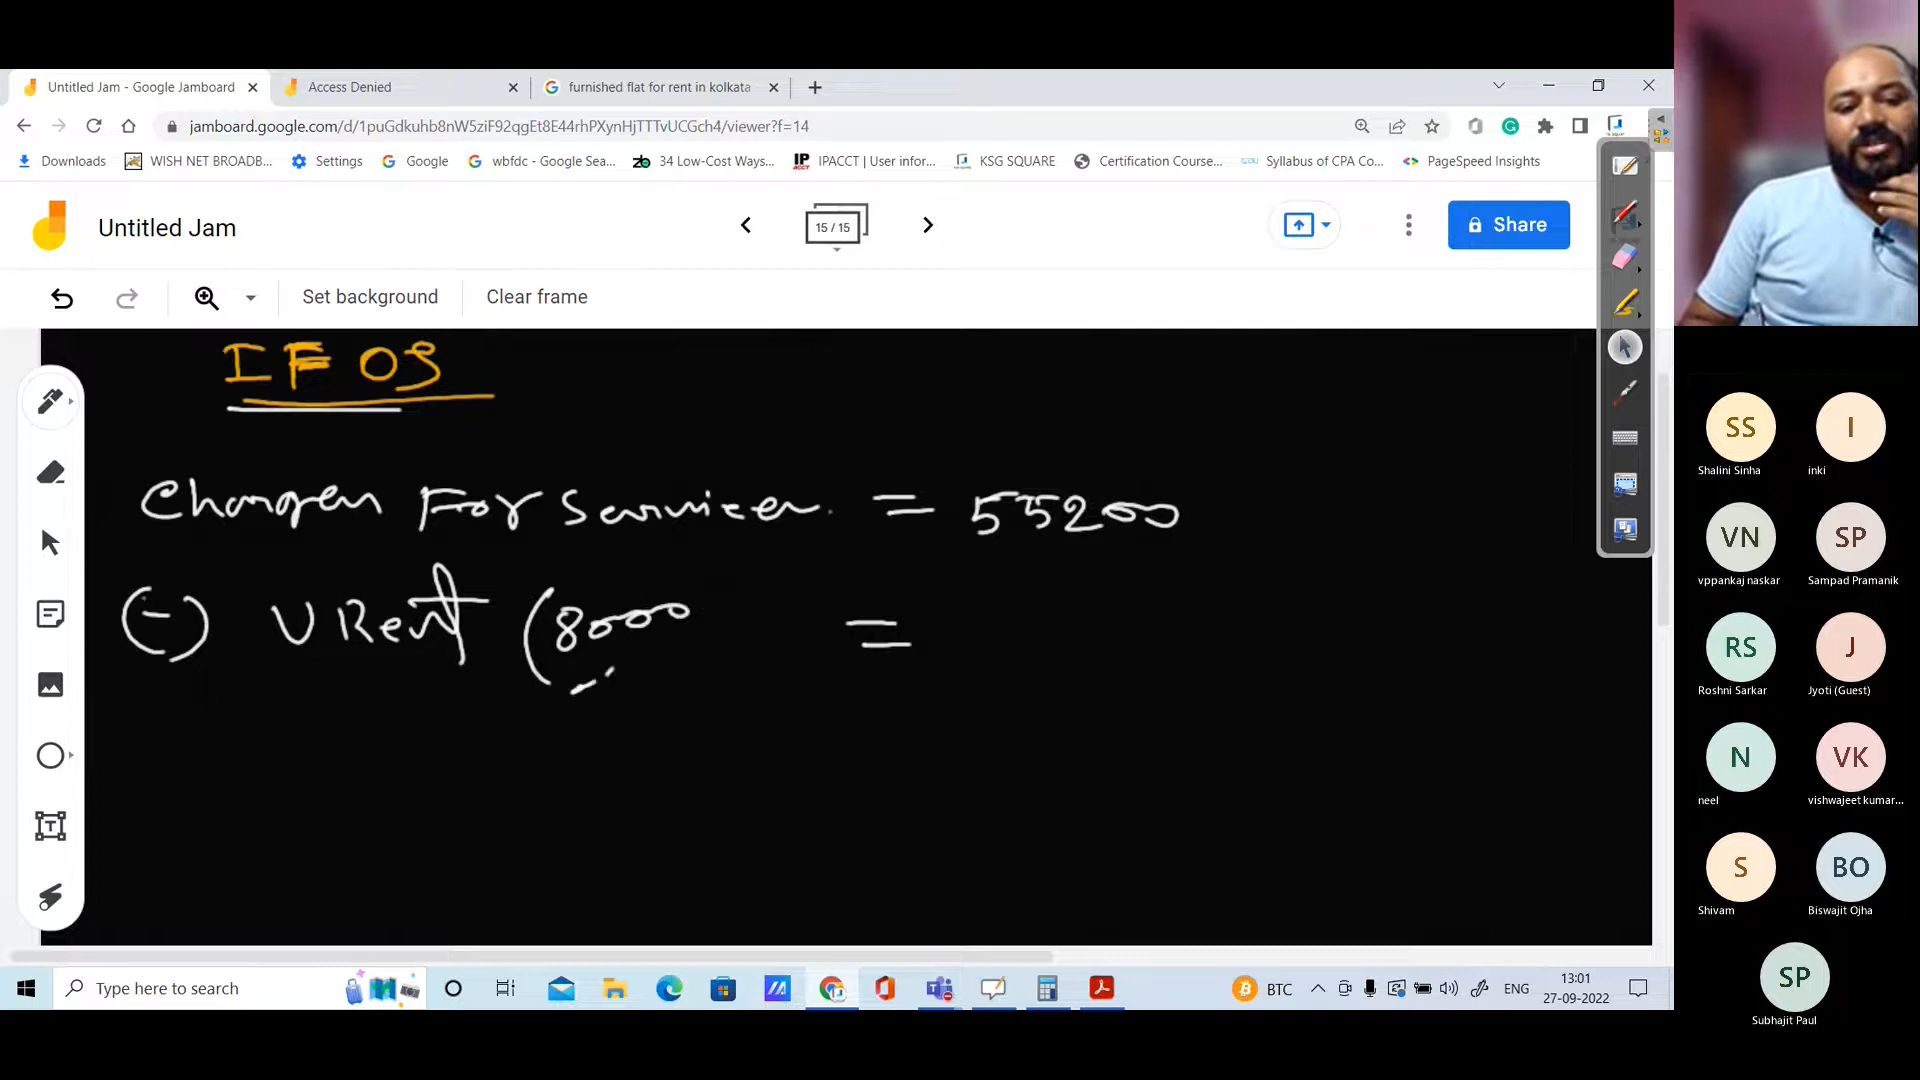 Untitled Jam - Google Jamboard
Access Denied
furnished flat for rent in kolkata
jamboard.google.com/d/1puGdkuhb8nW5ziF92qgEt8E44rhPXynHjTTTvUCGch4/viewer?f=14
Downloads
WISH NET BROADB...
Settings
Google
wbfdc - Google Sea...
34 Low-Cost Ways...
IPACCT | User infor...
KSG SQUARE
Certification Course...
Syllabus of CPA Co...
PageSpeed Insights
Untitled Jam
15 / 15
Share
Set background
Clear frame
IFOS
Charges For Services. = 55200
(-) U Rent (8000 =
SS
Shalini Sinha
I
inki
VN
vppankaj naskar
SP
Sampad Pramanik
RS
Roshni Sarkar
J
Jyoti (Guest)
N
neel
VK
vishwajeet kumar...
S
Shivam
BO
Biswajit Ojha
SP
Subhajit Paul
Type here to search
BTC
ENG
13:01
27-09-2022